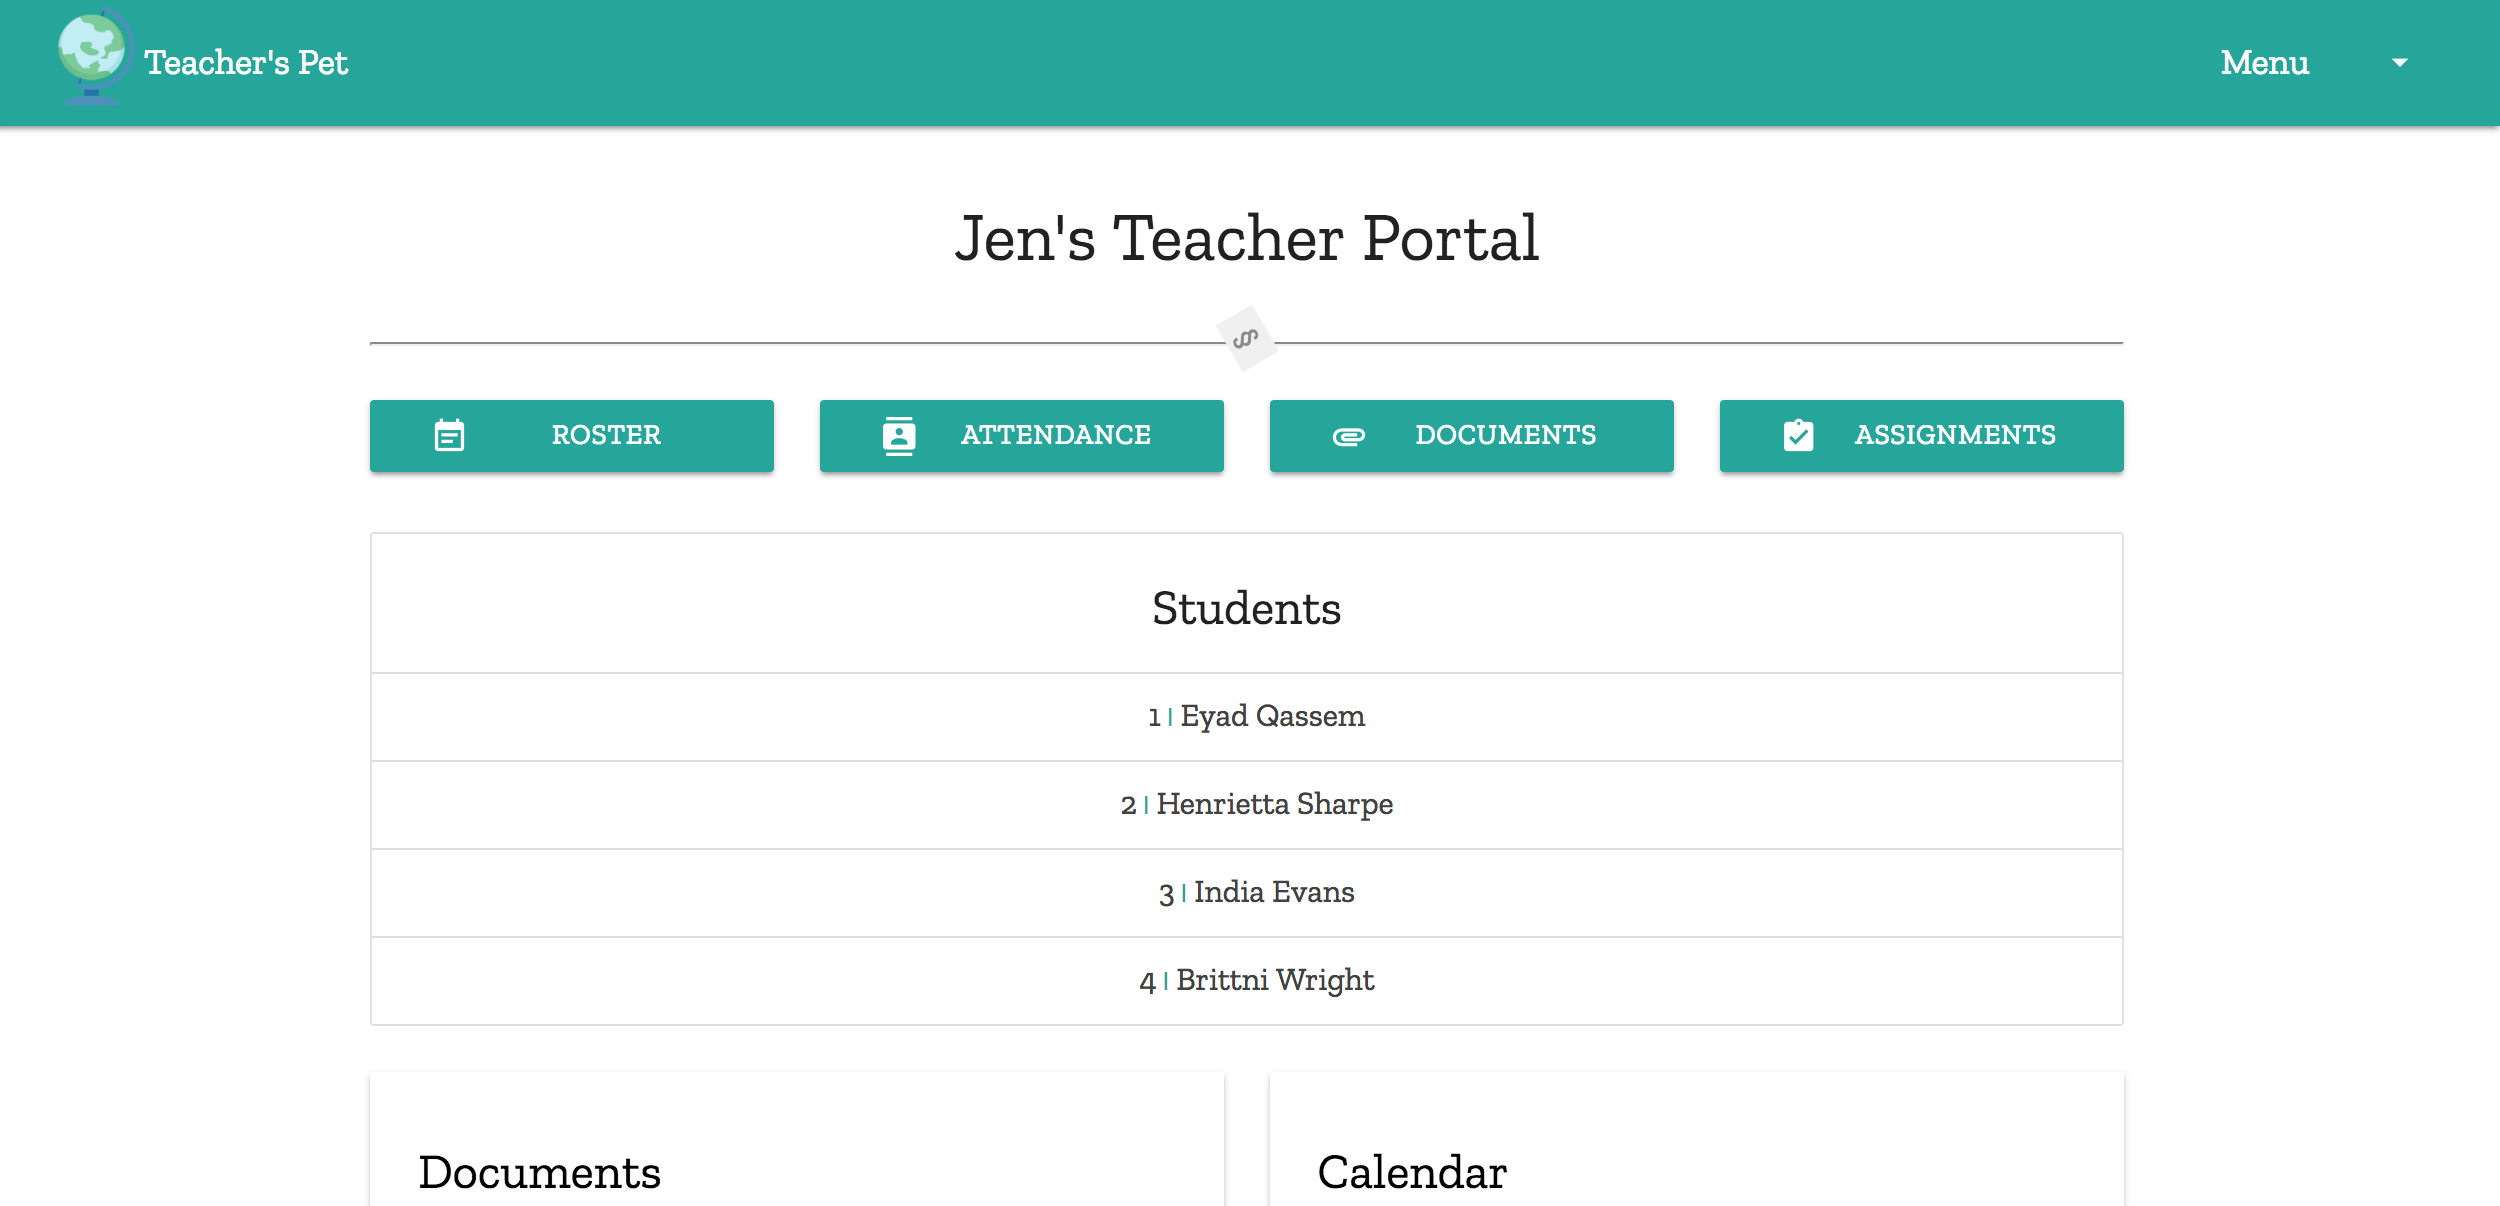 Teacher's Pet
Menu
Jen's Teacher Portal
§
ROSTER
ATTENDANCE
DOCUMENTS
ASSIGNMENTS
Students
1 | Eyad Qassem
2 | Henrietta Sharpe
3 | India Evans
4 | Brittni Wright
Documents
Calendar